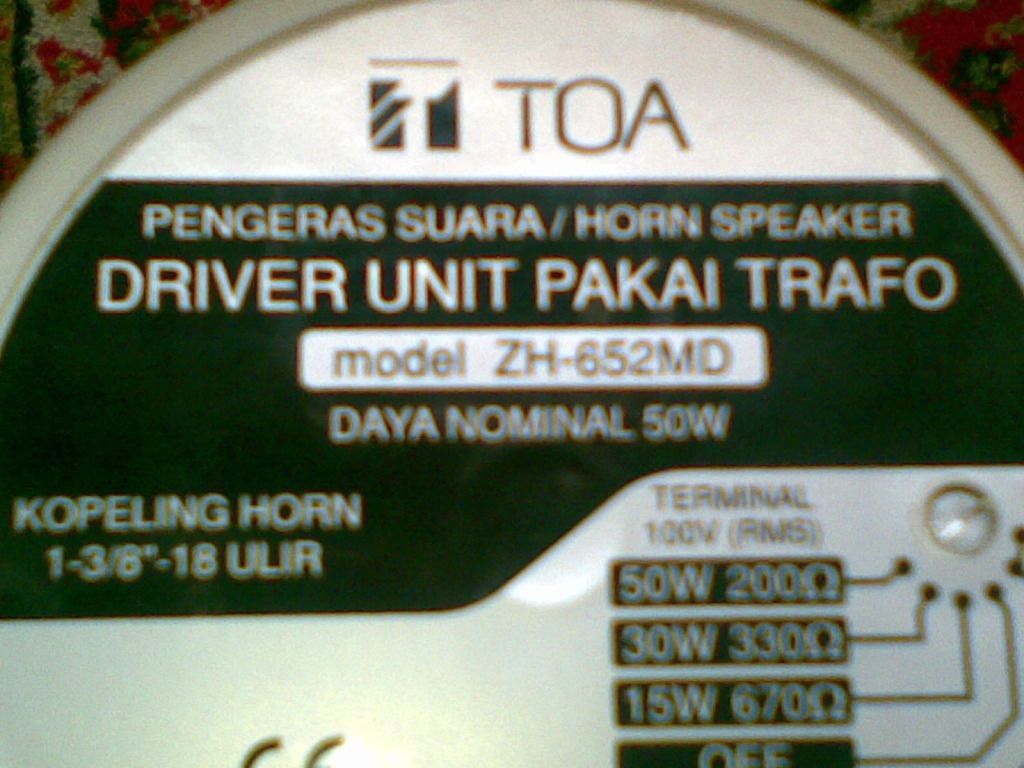 TOA
PENGERAS SUARA / HORN SPEAKER
DRIVER UNIT PAKAI TRAFO
model ZH-652MD
DAYA NOMINAL 50W
KOPELING HORN
1-3/8"-18 ULIR
TERMINAL
100V (RMS)
50W 200Ω
30W 330Ω
15W 670Ω
OFF